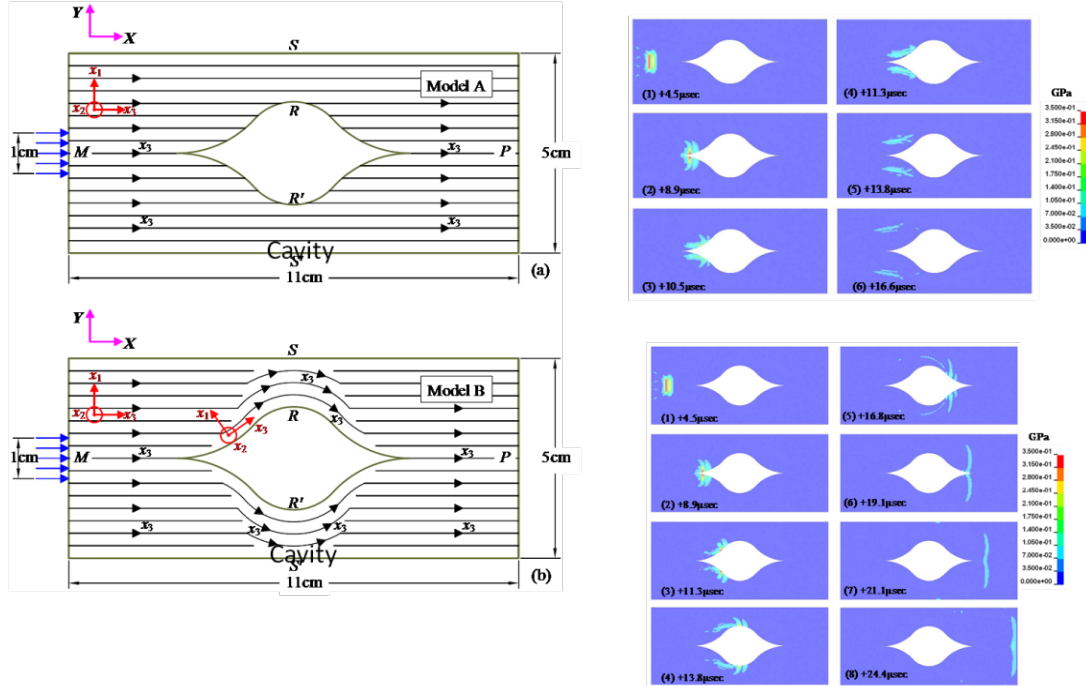 Y
X
S
x₁
Model A
x₂ x₃
R
1cm
M
x₃
x₃
P
5cm
R'
x₃
x₃
Cavity
(a)
11cm
Y
X
S
x₁
x₃
Model B
x₂ x₃
x₁
R
x₃
x₃
x₂
1cm
M
x₃
x₃
P
5cm
R'
x₃
x₃
x₃
x₃
Cavity
(b)
11cm
(1) +4.5μsec
(4) +11.3μsec
(2) +8.9μsec
(5) +13.8μsec
(3) +10.5μsec
(6) +16.6μsec
GPa
3.500e-01
3.150e-01
2.800e-01
2.450e-01
2.100e-01
1.750e-01
1.400e-01
1.050e-01
7.000e-02
3.500e-02
0.000e+00
(1) +4.5μsec
(5) +16.8μsec
(2) +8.9μsec
(6) +19.1μsec
(3) +11.3μsec
(7) +21.1μsec
(4) +13.8μsec
(8) +24.4μsec
GPa
3.500e-01
3.150e-01
2.800e-01
2.450e-01
2.100e-01
1.750e-01
1.400e-01
1.050e-01
7.000e-02
3.500e-02
0.000e+00